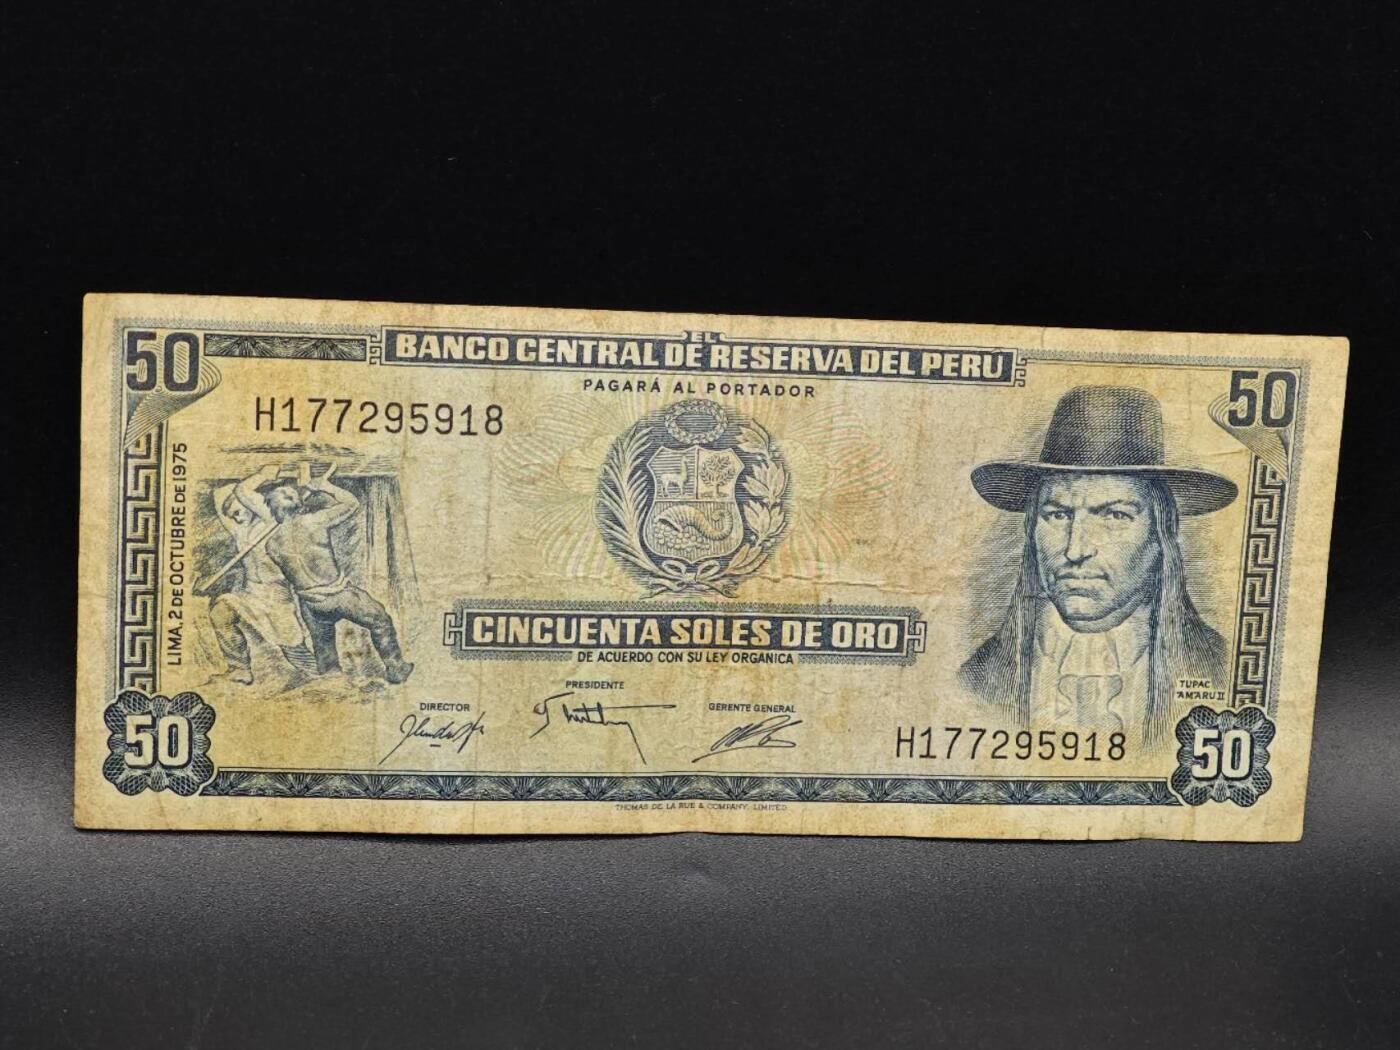 50
EL
BANCO CENTRAL DE RESERVA DEL PERU
50
PAGARÁ AL PORTADOR
H177295918
LIMA, 2 DE OCTUBRE DE 1975
CINCUENTA SOLES DE ORO
DE ACUERDO CON SU LEY ORGANICA
TUPAC
AMARU II
DIRECTOR
PRESIDENTE
GERENTE GENERAL
H177295918
50
50
THOMAS DE LA RUE & COMPANY, LIMITED